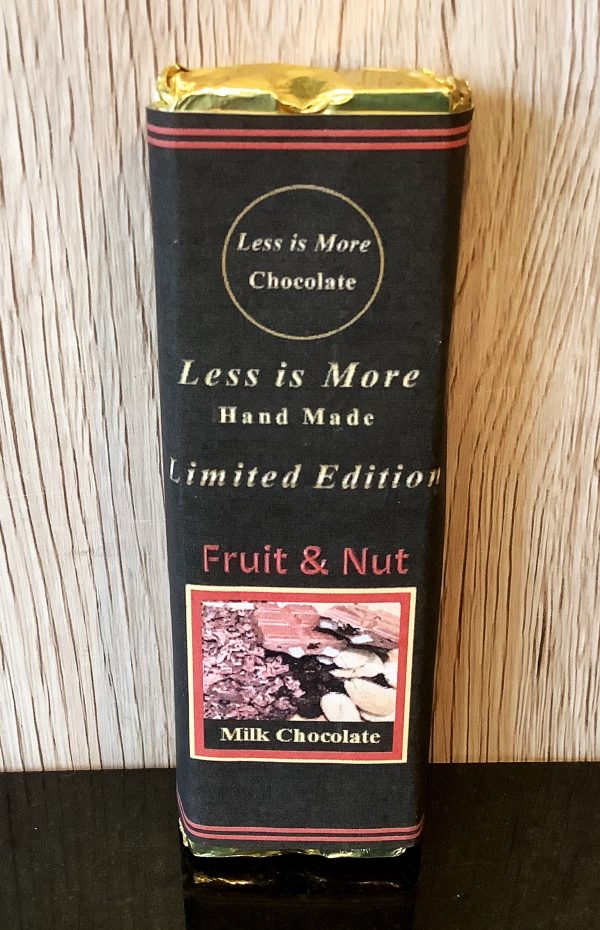 Less is More
Chocolate
Less is More
Hand Made
Limited Edition
Fruit & Nut
Milk Chocolate